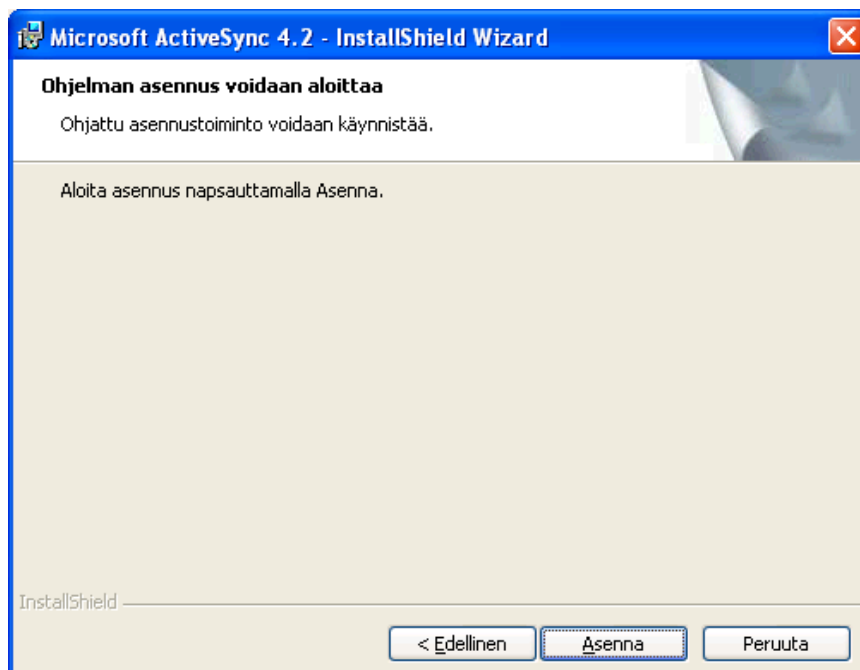 Microsoft ActiveSync 4.2 - InstallShield Wizard
Ohjelman asennus voidaan aloittaa
Ohjattu asennustoiminto voidaan käynnistää.
Aloita asennus napsauttamalla Asenna.
InstallShield
< Edellinen
Asenna
Peruuta